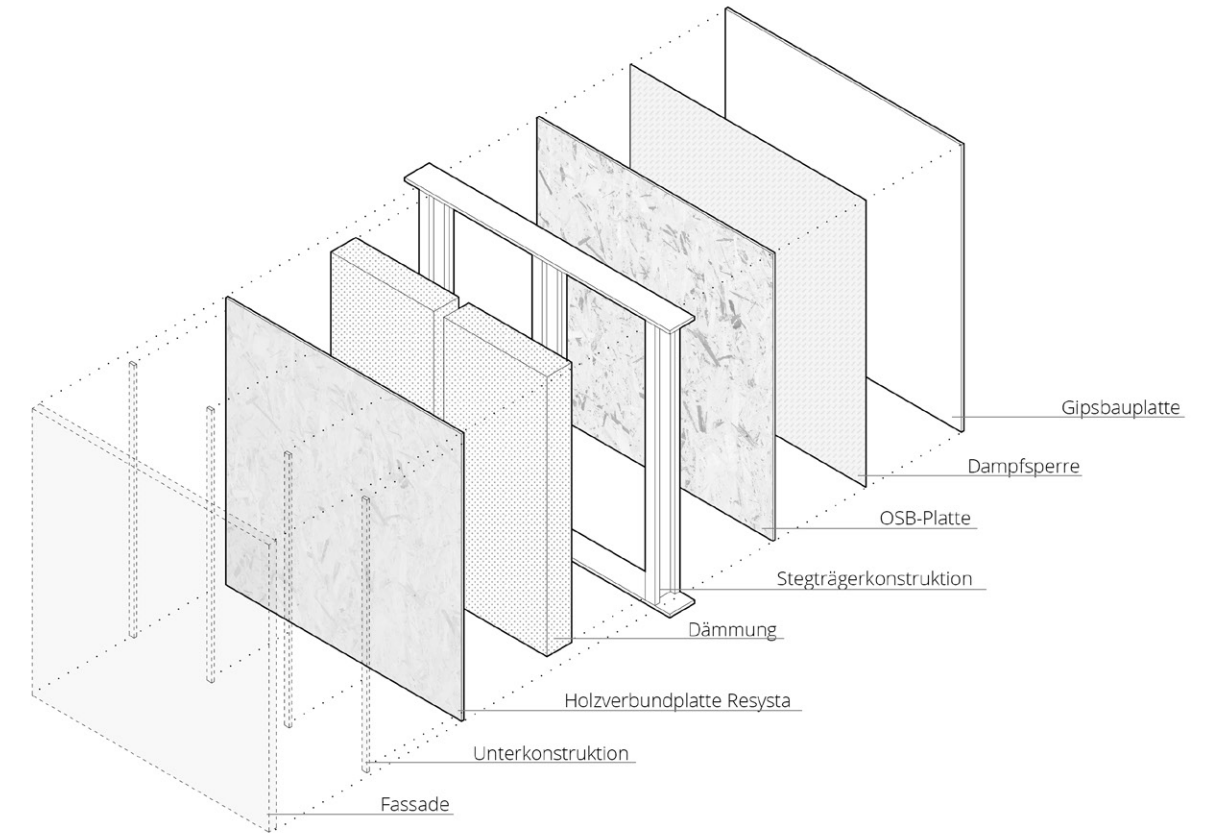 Gipsbauplatte
Dampfsperre
OSB-Platte
Stegträgerkonstruktion
Dämmung
Holzverbundplatte Resysta
Unterkonstruktion
Fassade